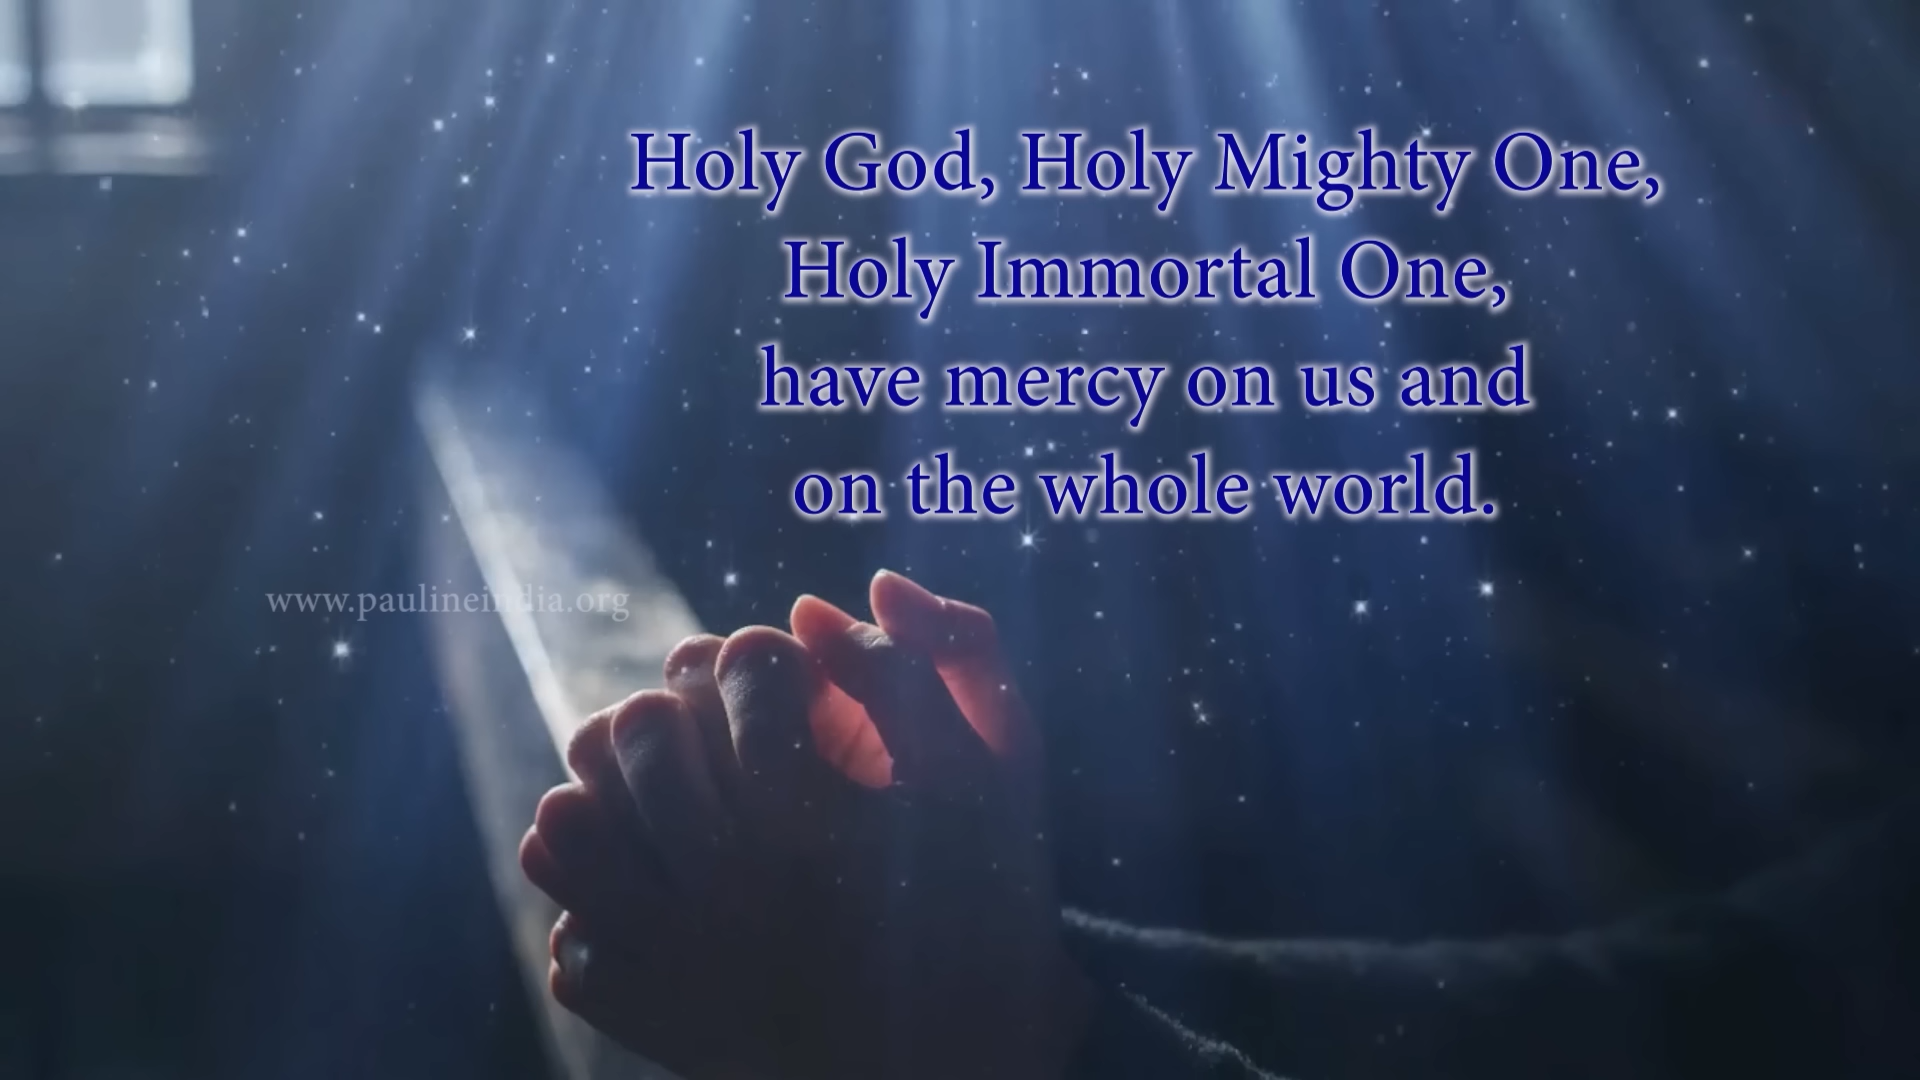 Holy God, Holy Mighty One,
Holy Immortal One,
have mercy on us and
on the whole world.
www.paulineindia.org